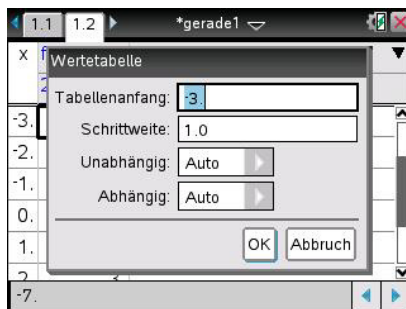 1.1 1.2 *gerade1
x f
Wertetabelle
2
Tabellenanfang: -3.
Schrittweite: 1.0
Unabhängig: Auto
Abhängig: Auto
OK Abbruch
-3.
-2.
-1.
0.
1.
-7.